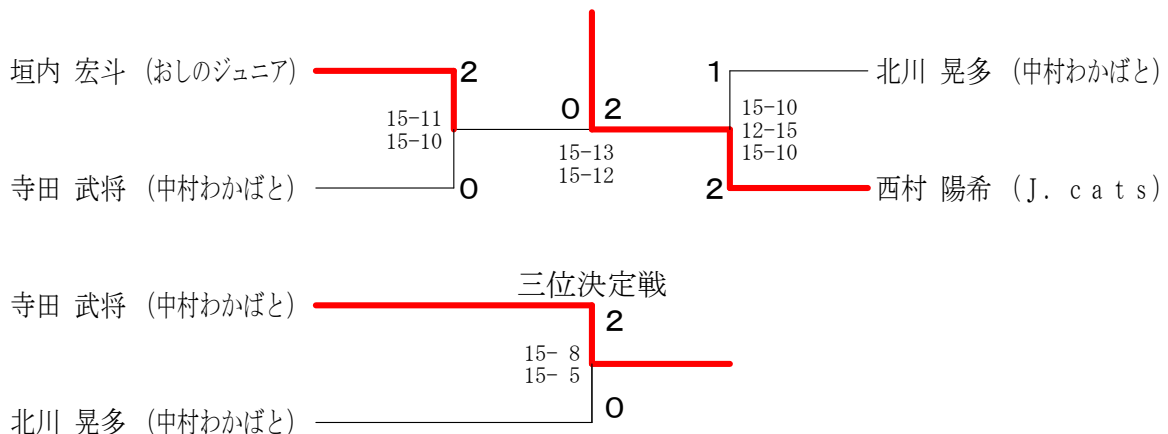 垣内 宏斗 (おしのジュニア)
2
15-11
15-10
寺田 武将 (中村わかばと)
0
0 2
15-13
15-12
1
北川 晃多 (中村わかばと)
15-10
12-15
15-10
2
西村 陽希 (J. cats)
三位決定戦
寺田 武将 (中村わかばと)
2
15- 8
15- 5
北川 晃多 (中村わかばと)
0